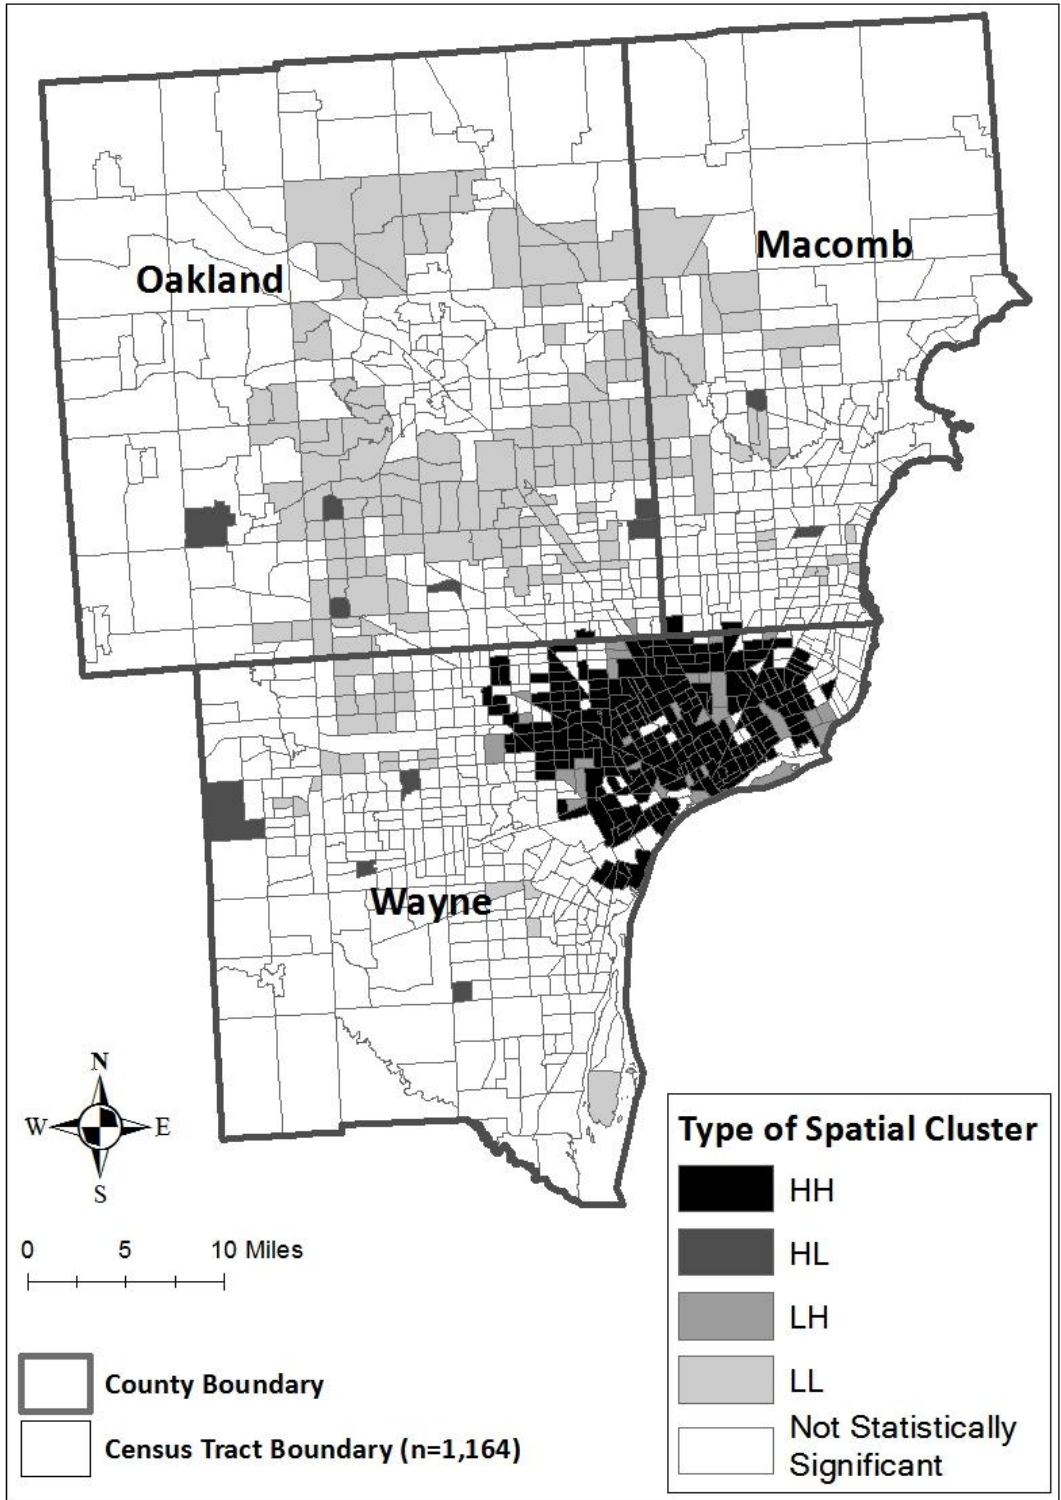 Oakland
Macomb
Wayne
N
W E
S
0 5 10 Miles
County Boundary
Census Tract Boundary (n=1,164)
Type of Spatial Cluster
HH
HL
LH
LL
Not Statistically
Significant